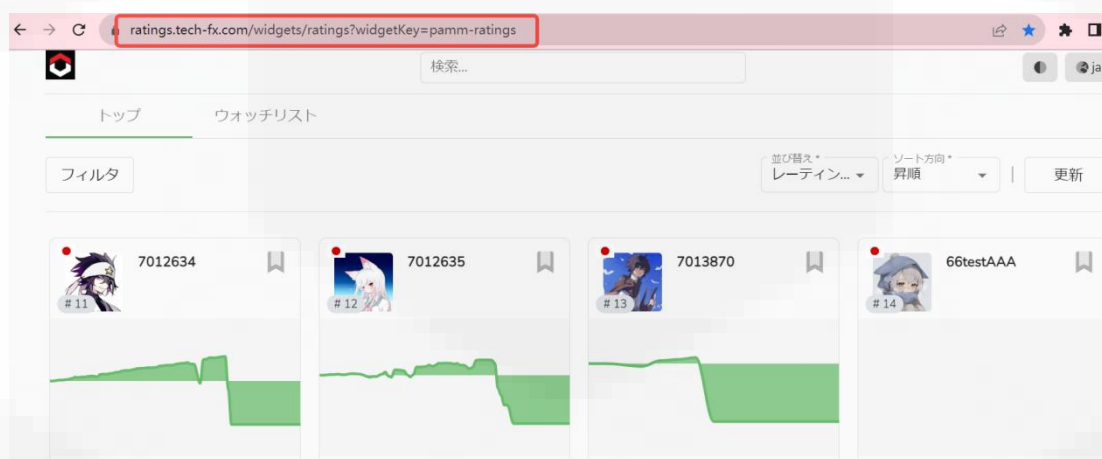 ratings.tech-fx.com/widgets/ratings?widgetKey=pamm-ratings
検索...
ja
トップ ウォッチリスト
フィルタ
並び替え *
レーティン...
ソート方向 *
昇順
更新
7012634
# 11
7012635
# 12
7013870
# 13
66testAAA
# 14